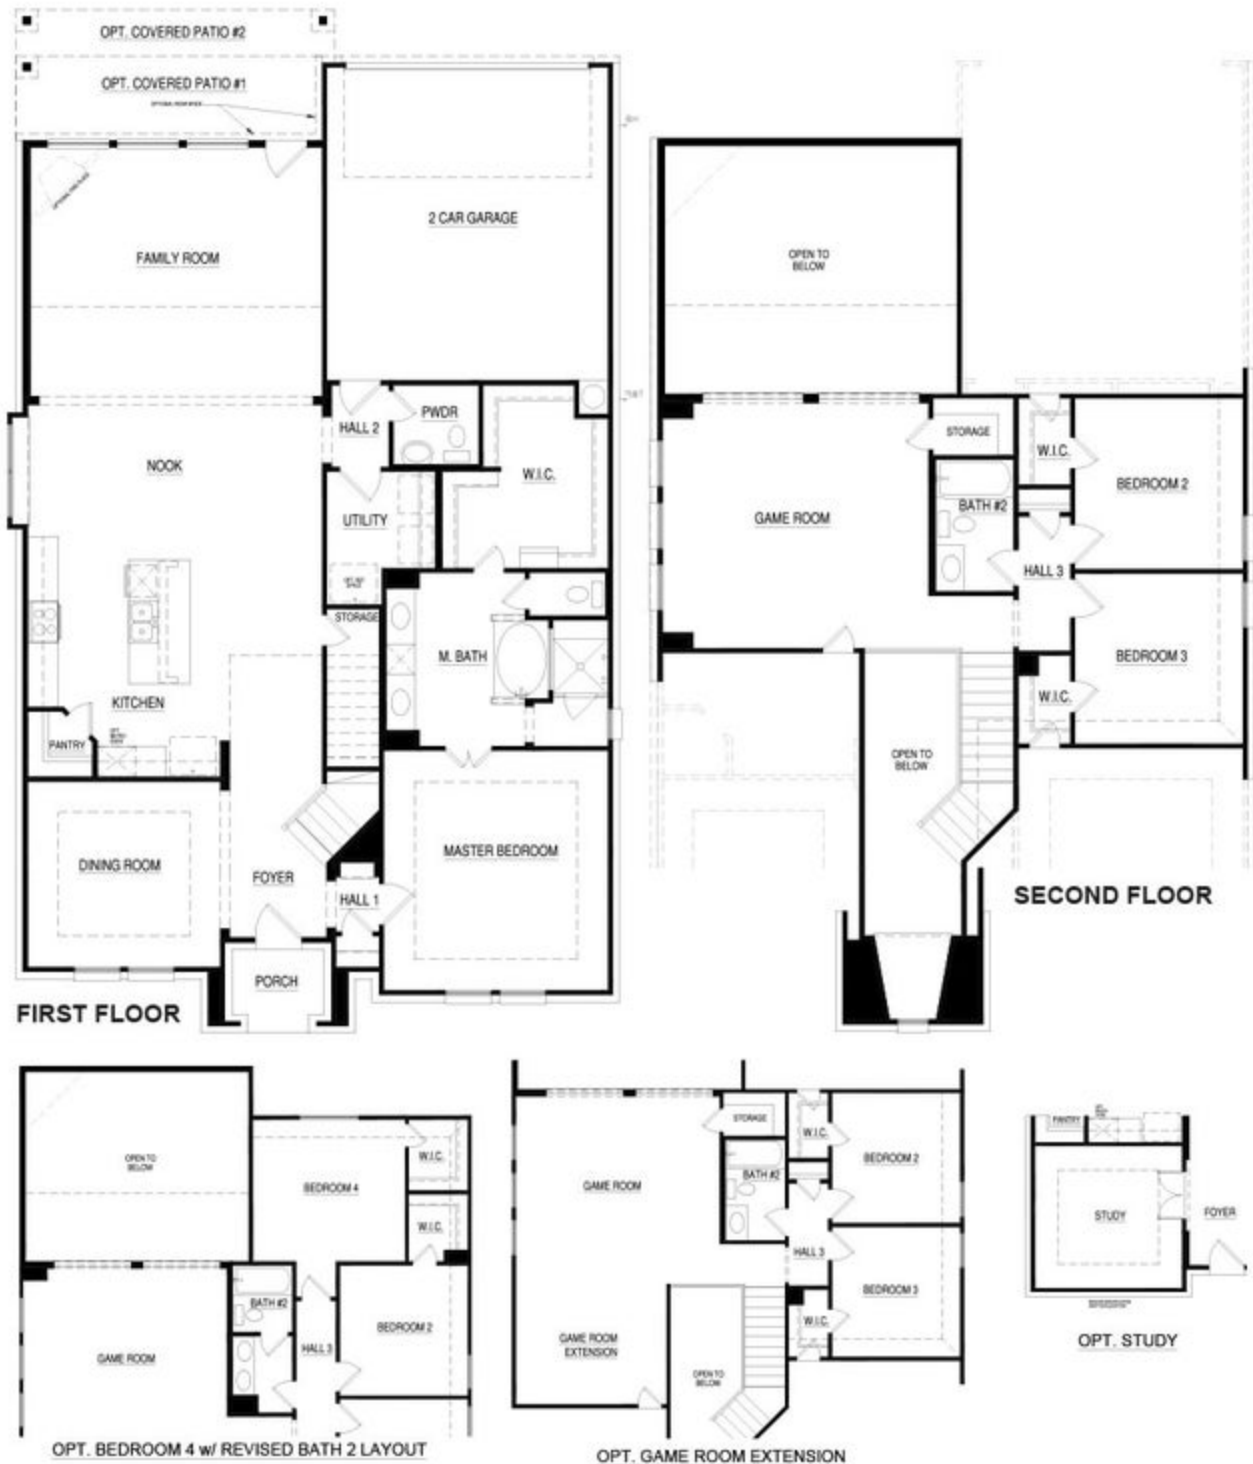 OPT. COVERED PATIO #2
OPT. COVERED PATIO #1
2 CAR GARAGE
FAMILY ROOM
PWDR
HALL 2
NOOK
W.I.C.
UTILITY
STORAGE
M. BATH
KITCHEN
PANTRY
MASTER BEDROOM
DINING ROOM
FOYER
HALL 1
PORCH
FIRST FLOOR
OPEN TO
BELOW
STORAGE
W.I.C.
BEDROOM 2
BATH #2
GAME ROOM
HALL 3
BEDROOM 3
W.I.C.
OPEN TO
BELOW
SECOND FLOOR
OPEN TO
BELOW
W.I.C.
BEDROOM 4
W.I.C.
BATH #2
BEDROOM 2
HALL 3
GAME ROOM
OPT. BEDROOM 4 w/ REVISED BATH 2 LAYOUT
STORAGE
W.I.C.
BEDROOM 2
BATH #2
GAME ROOM
HALL 3
BEDROOM 3
W.I.C.
GAME ROOM
EXTENSION
OPEN TO
BELOW
OPT. GAME ROOM EXTENSION
PANTRY
STUDY
FOYER
OPT. STUDY